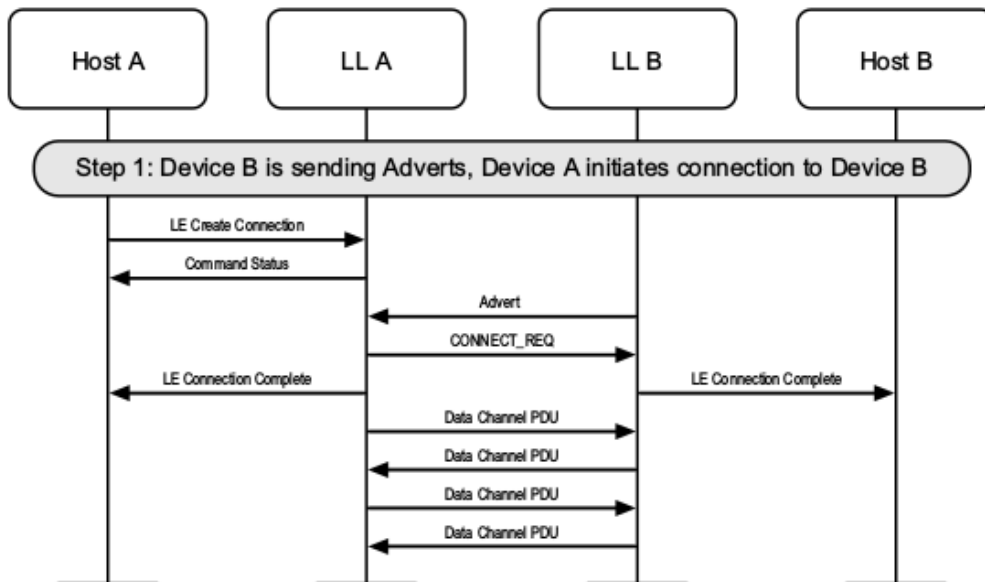 Host A
LL A
LL B
Host B
Step 1: Device B is sending Adverts, Device A initiates connection to Device B
LE Create Connection
Command Status
Advert
CONNECT_REQ
LE Connection Complete
LE Connection Complete
Data Channel PDU
Data Channel PDU
Data Channel PDU
Data Channel PDU